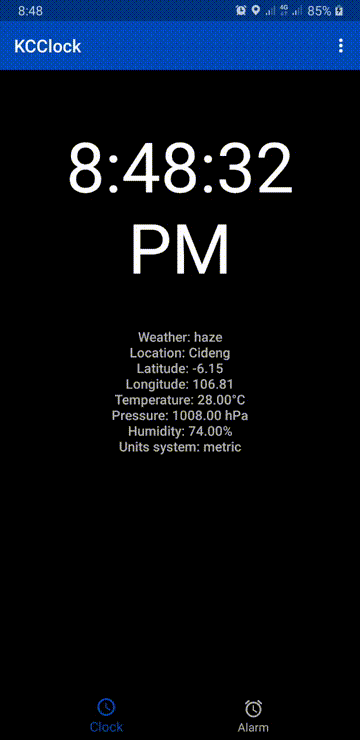 8:48 4G 85%
KCClock
8:48:32
PM
Weather: haze
Location: Cideng
Latitude: -6.15
Longitude: 106.81
Temperature: 28.00°C
Pressure: 1008.00 hPa
Humidity: 74.00%
Units system: metric
Clock Alarm